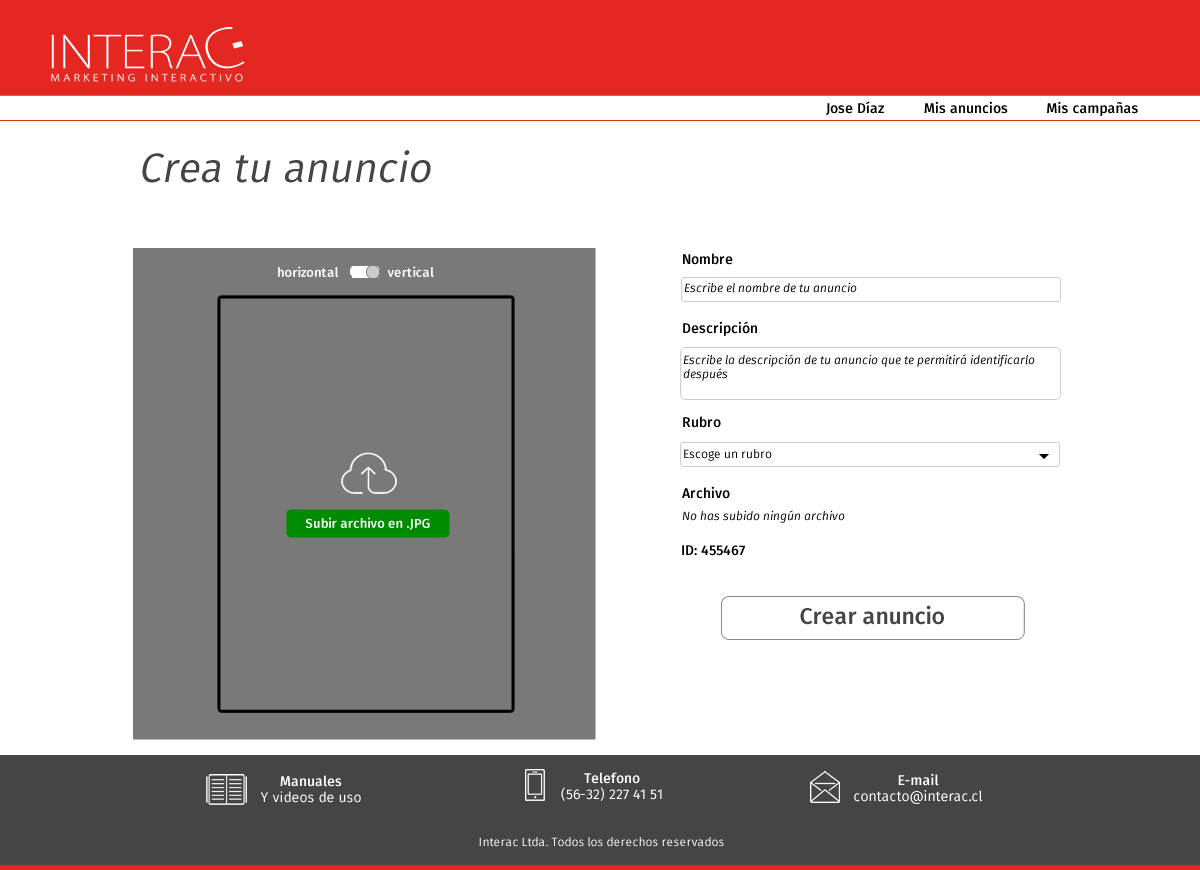 INTERAC
MARKETING INTERACTIVO
Jose Díaz Mis anuncios Mis campañas
Crea tu anuncio
horizontal vertical
Subir archivo en .JPG
Nombre
Escribe el nombre de tu anuncio
Descripción
Escribe la descripción de tu anuncio que te permitirá identificarlo
después
Rubro
Escoge un rubro
Archivo
No has subido ningún archivo
ID: 455467
Crear anuncio
Manuales
Y videos de uso
Telefono
(56-32) 227 41 51
E-mail
contacto@interac.cl
Interac Ltda. Todos los derechos reservados